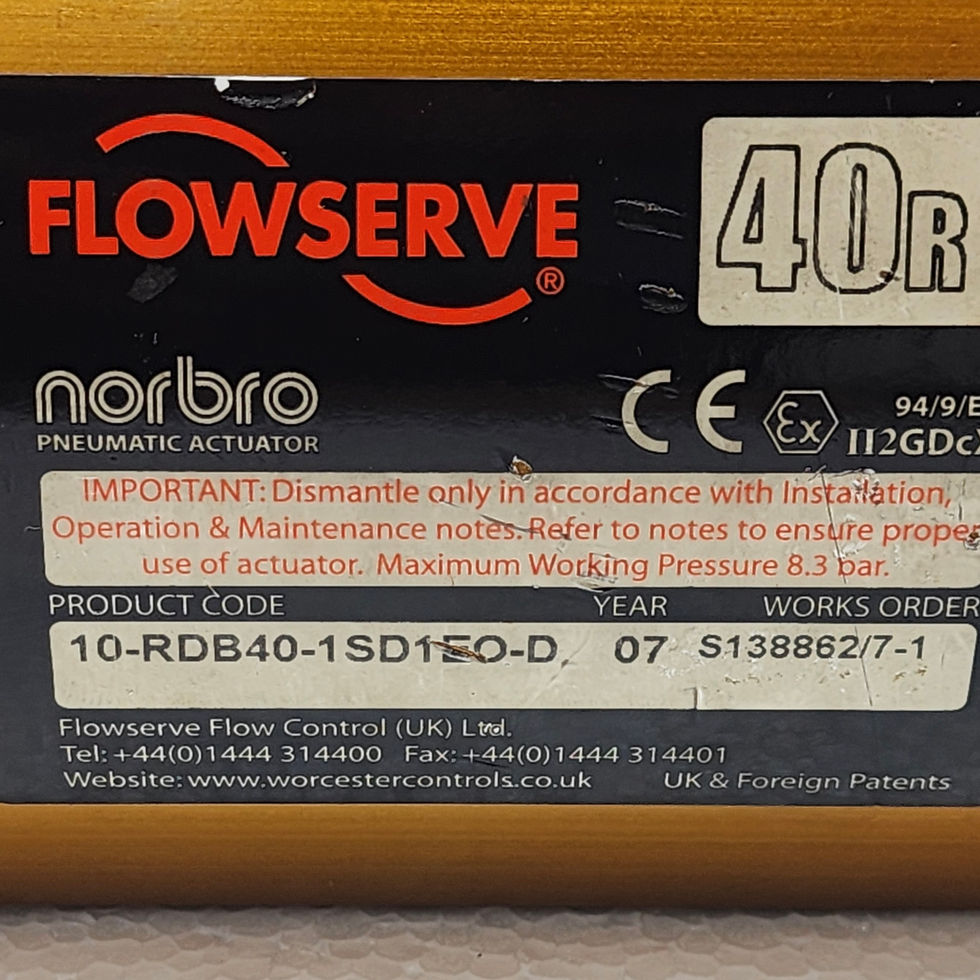 FLOWSERVE
®
40R
norbro
PNEUMATIC ACTUATOR
CE Ex 94/9/E
II2GDcX
IMPORTANT: Dismantle only in accordance with Installation,
Operation & Maintenance notes. Refer to notes to ensure proper
use of actuator. Maximum Working Pressure 8.3 bar.
PRODUCT CODE YEAR WORKS ORDER
10-RDB40-1SD1EO-D 07 S138862/7-1
Flowserve Flow Control (UK) Ltd.
Tel: +44(0)1444 314400 Fax: +44(0)1444 314401
Website: www.worcestercontrols.co.uk UK & Foreign Patents